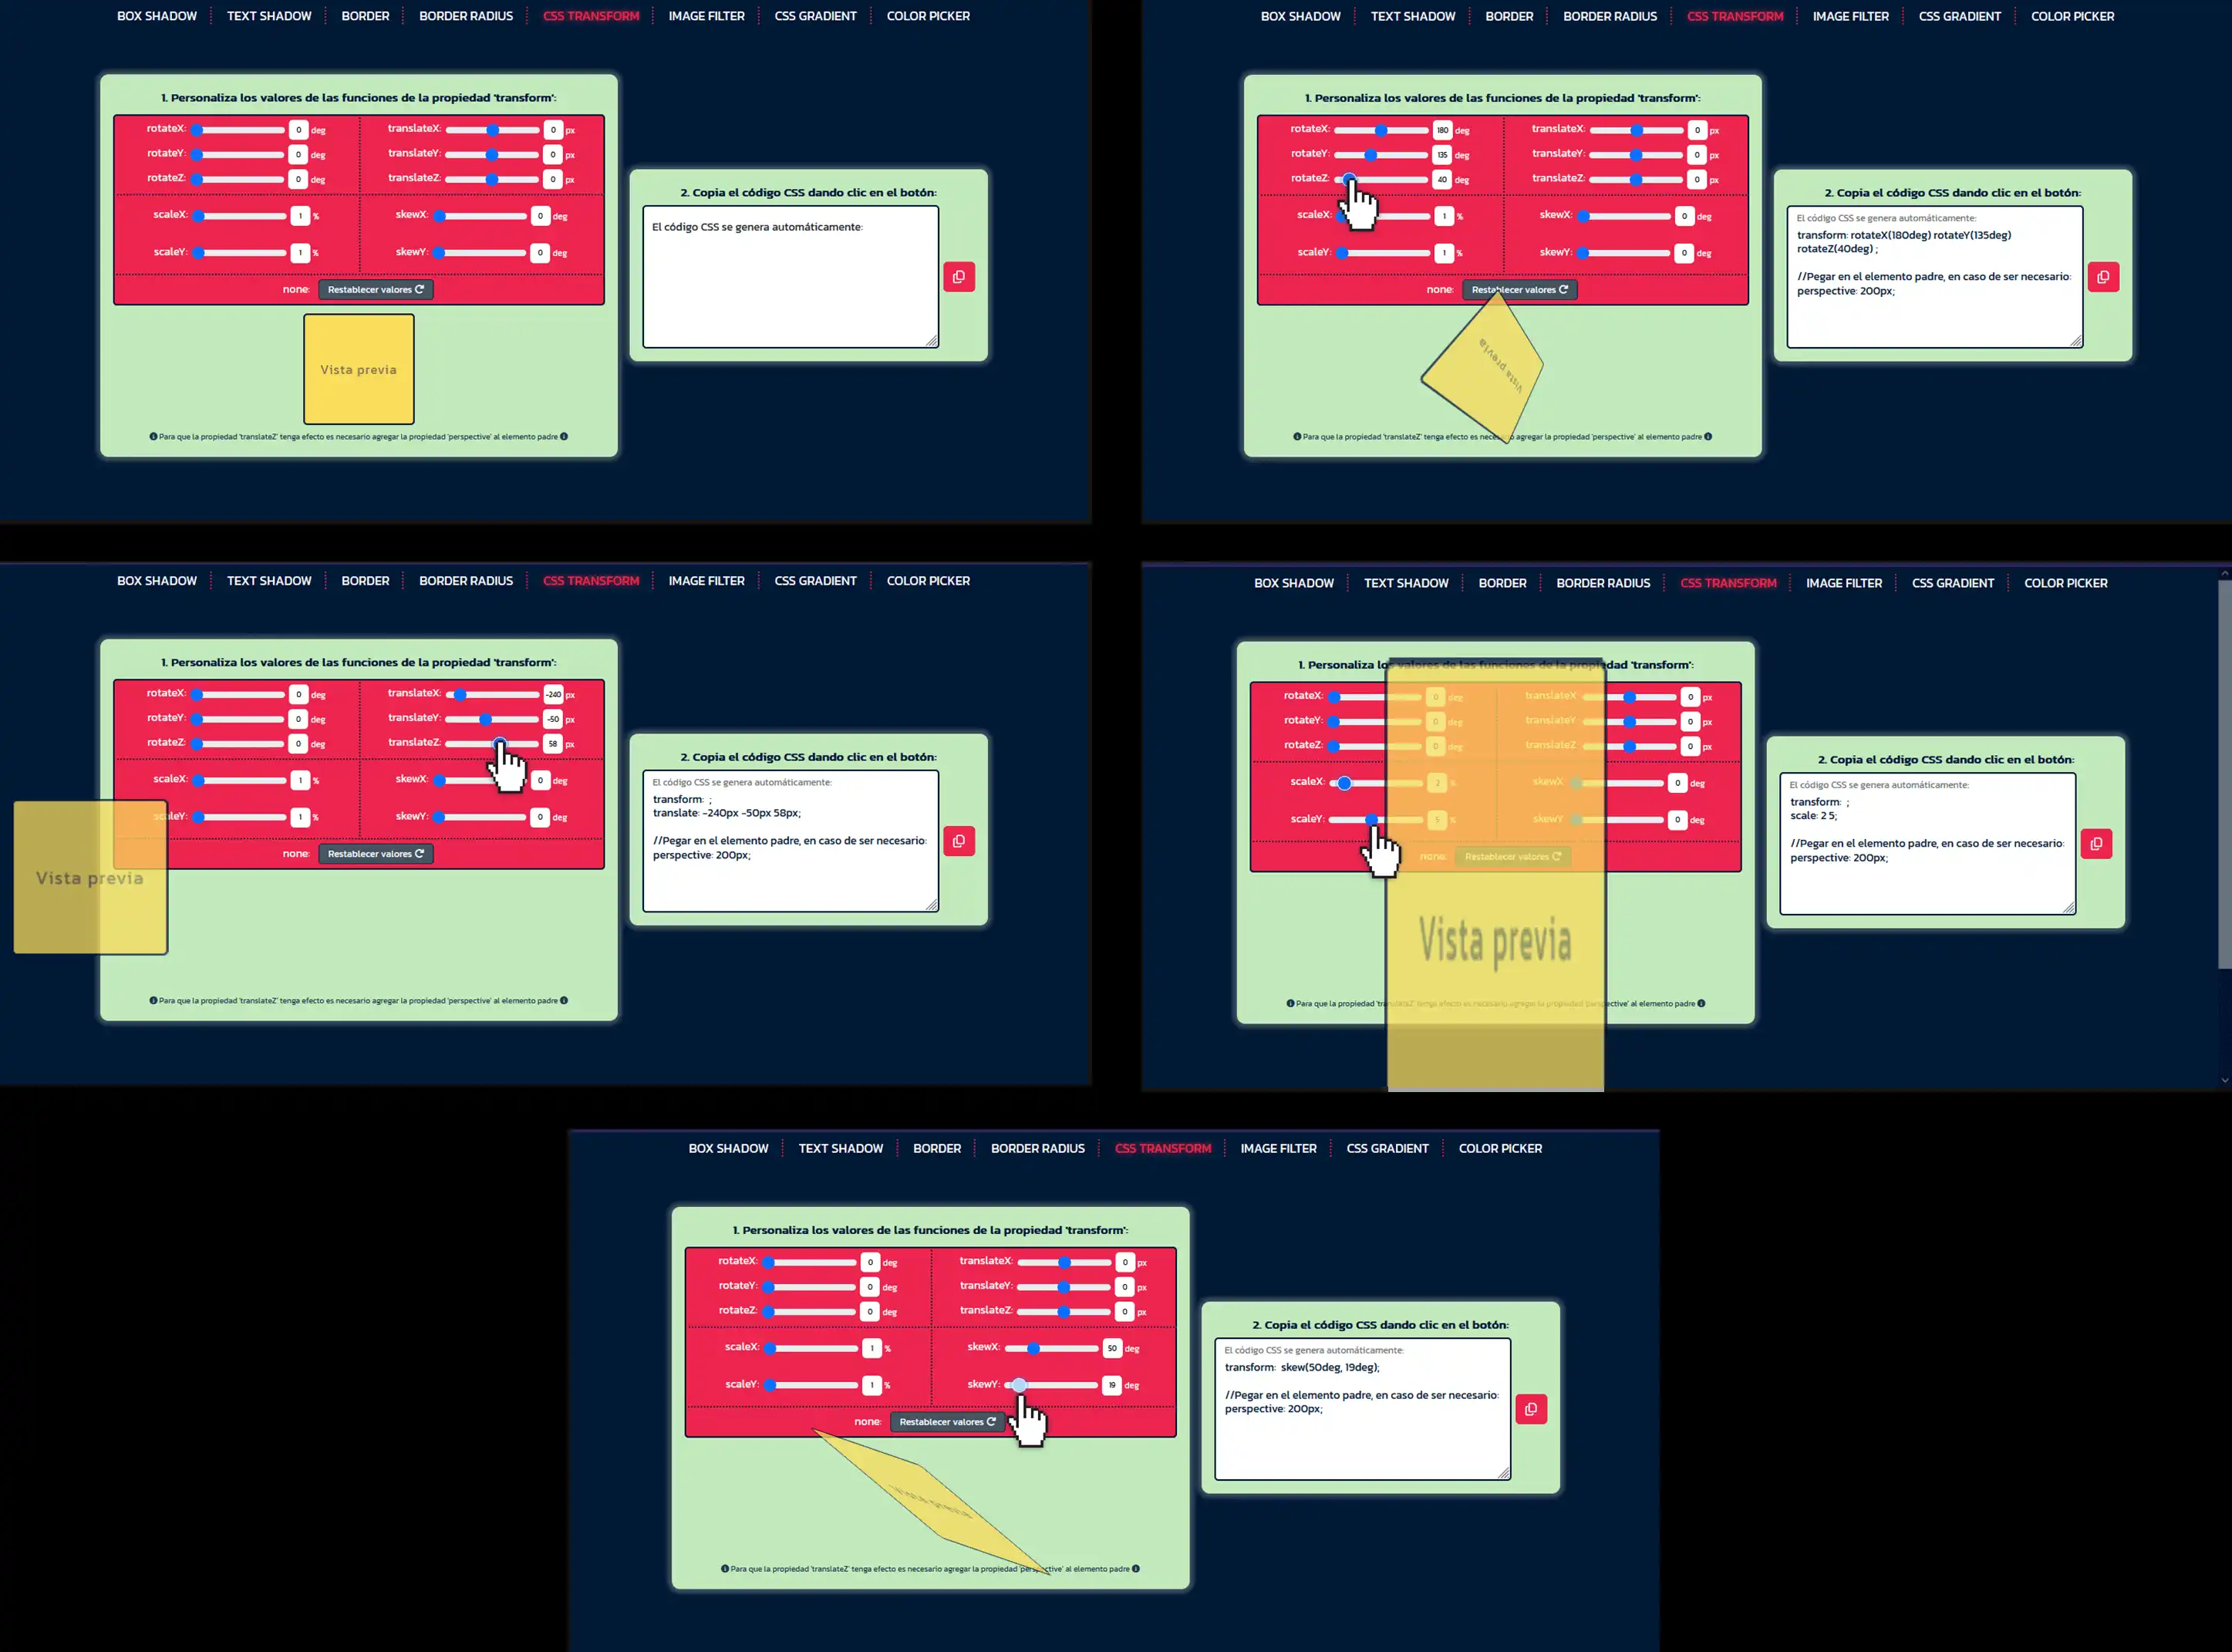 BOX SHADOW TEXT SHADOW BORDER BORDER RADIUS CSS TRANSFORM IMAGE FILTER CSS GRADIENT COLOR PICKER
1. Personaliza los valores de las funciones de la propiedad 'transform':
rotateX: 0 deg translateX: 0 px
rotateY: 0 deg translateY: 0 px
rotateZ: 0 deg translateZ: 0 px
scaleX: 1 % skewX: 0 deg
scaleY: 1 % skewY: 0 deg
none: Restablecer valores
Vista previa
Para que la propiedad 'translateZ' tenga efecto es necesario agregar la propiedad 'perspective' al elemento padre
2. Copia el código CSS dando clic en el botón:
El código CSS se genera automáticamente:
BOX SHADOW TEXT SHADOW BORDER BORDER RADIUS CSS TRANSFORM IMAGE FILTER CSS GRADIENT COLOR PICKER
1. Personaliza los valores de las funciones de la propiedad 'transform':
rotateX: 180 deg translateX: 0 px
rotateY: 135 deg translateY: 0 px
rotateZ: 40 deg translateZ: 0 px
scaleX: 1 % skewX: 0 deg
scaleY: 1 % skewY: 0 deg
none: Restablecer valores
Vista previa
Para que la propiedad 'translateZ' tenga efecto es agregar la propiedad 'perspective' al elemento padre
2. Copia el código CSS dando clic en el botón:
El código CSS se genera automáticamente:
transform: rotateX(180deg) rotateY(135deg)
rotateZ(40deg) ;
//Pegar en el elemento padre, en caso de ser necesario:
perspective: 200px;
BOX SHADOW TEXT SHADOW BORDER BORDER RADIUS CSS TRANSFORM IMAGE FILTER CSS GRADIENT COLOR PICKER
1. Personaliza los valores de las funciones de la propiedad 'transform':
rotateX: 0 deg translateX: -240 px
rotateY: 0 deg translateY: -50 px
rotateZ: 0 deg translateZ: 58 px
scaleX: 1 % skewX: 0 deg
scaleY: 1 % skewY: 0 deg
none: Restablecer valores
Vista previa
Para que la propiedad 'translateZ' tenga efecto es necesario agregar la propiedad 'perspective' al elemento padre
2. Copia el código CSS dando clic en el botón:
El código CSS se genera automáticamente:
transform: ;
translate: -240px -50px 58px;
//Pegar en el elemento padre, en caso de ser necesario:
perspective: 200px;
BOX SHADOW TEXT SHADOW BORDER BORDER RADIUS CSS TRANSFORM IMAGE FILTER CSS GRADIENT COLOR PICKER
1. Personaliza los valores de las funciones de la propiedad 'transform':
rotateX: 0 deg translateX 0 px
rotateY: 0 deg translateY 0 px
rotateZ: 0 deg translateZ 0 px
scaleX: 2 % skewX 0 deg
scaleY: 5 % skewY 0 deg
none: Restablecer valores
Vista previa
Para que la propiedad 'translateZ' tenga efecto es necesario agregar la propiedad 'perspective' al elemento padre
2. Copia el código CSS dando clic en el botón:
El código CSS se genera automáticamente:
transform: ;
scale: 2 5;
//Pegar en el elemento padre, en caso de ser necesario:
perspective: 200px;
BOX SHADOW TEXT SHADOW BORDER BORDER RADIUS CSS TRANSFORM IMAGE FILTER CSS GRADIENT COLOR PICKER
1. Personaliza los valores de las funciones de la propiedad 'transform':
rotateX: 0 deg translateX: 0 px
rotateY: 0 deg translateY: 0 px
rotateZ: 0 deg translateZ: 0 px
scaleX: 1 % skewX: 50 deg
scaleY: 1 % skewY: 19 deg
none: Restablecer valores
Para que la propiedad 'translateZ' tenga efecto es necesario agregar la propiedad 'perspective' al elemento padre
2. Copia el código CSS dando clic en el botón:
El código CSS se genera automáticamente:
transform: skew(50deg, 19deg);
//Pegar en el elemento padre, en caso de ser necesario:
perspective: 200px;